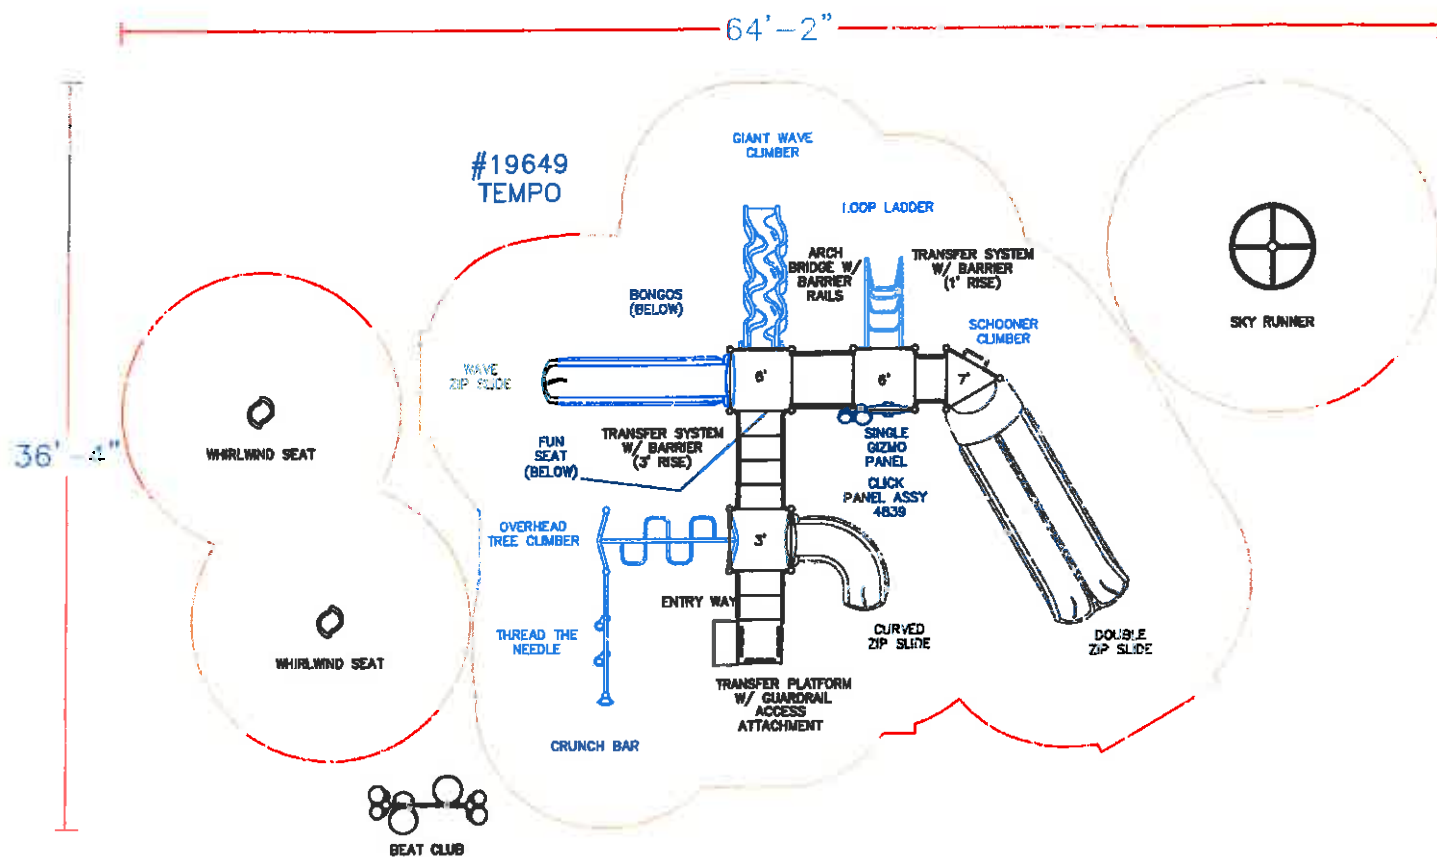 64'-2"
GIANT WAVE
CLIMBER
#19649
TEMPO
LOOP LADDER
ARCH
BRIDGE W/
BARRIER
RAILS
TRANSFER SYSTEM
W/ BARRIER
(1' RISE)
BONGOS
(BELOW)
SKY RUNNER
SCHOONER
CLIMBER
WAVE
ZIP SLIDE
6'
6'
7'
36'-4"
WHIRLWIND SEAT
FUN
SEAT
(BELOW)
TRANSFER SYSTEM
W/ BARRIER
(3' RISE)
SINGLE
GIZMO
PANEL
CLICK
PANEL ASSY
4839
OVERHEAD
TREE CLIMBER
3'
ENTRY WAY
THREAD THE
NEEDLE
CURVED
ZIP SLIDE
DOUBLE
ZIP SLIDE
WHIRLWIND SEAT
TRANSFER PLATFORM
W/ GUARDRAIL
ACCESS
ATTACHMENT
CRUNCH BAR
BEAT CLUB